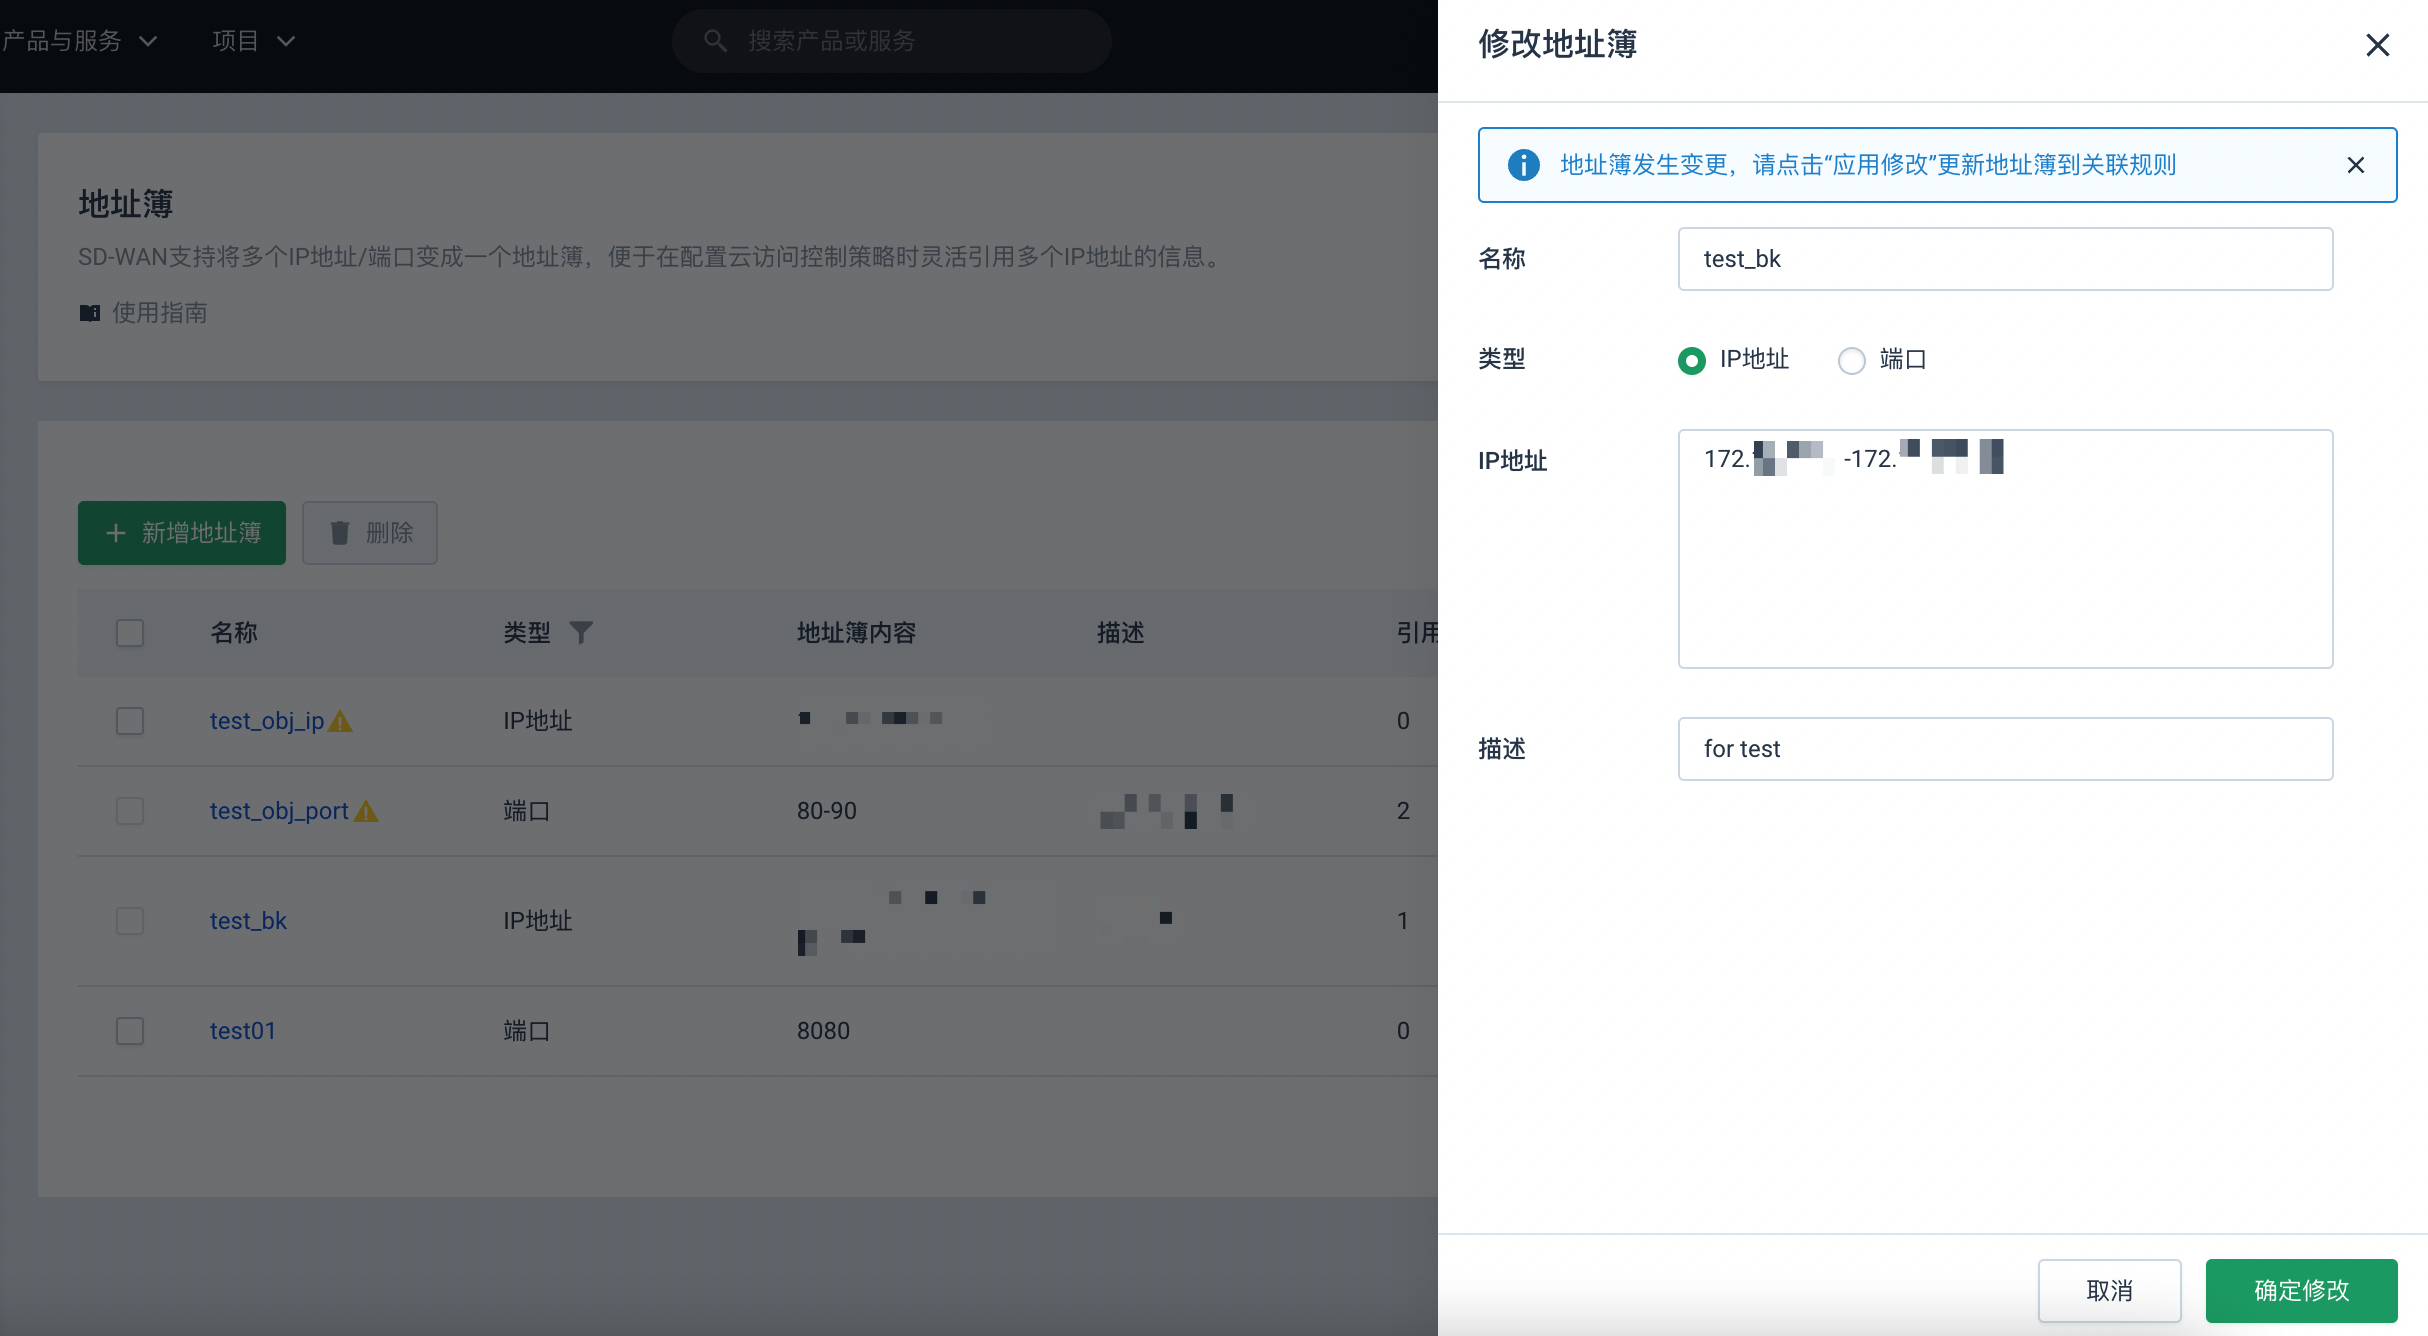 产品与服务
项目
搜索产品或服务
地址簿
SD-WAN支持将多个IP地址/端口变成一个地址簿，便于在配置云访问控制策略时灵活引用多个IP地址的信息。
使用指南
新增地址簿
删除
名称 类型 地址簿内容 描述 引用
test_obj_ip IP地址 0
test_obj_port 端口 80-90 2
test_bk IP地址 1
test01 端口 8080 0
修改地址簿
地址簿发生变更，请点击“应用修改”更新地址簿到关联规则
名称
test_bk
类型
IP地址 端口
IP地址
172. -172.
描述
for test
取消
确定修改